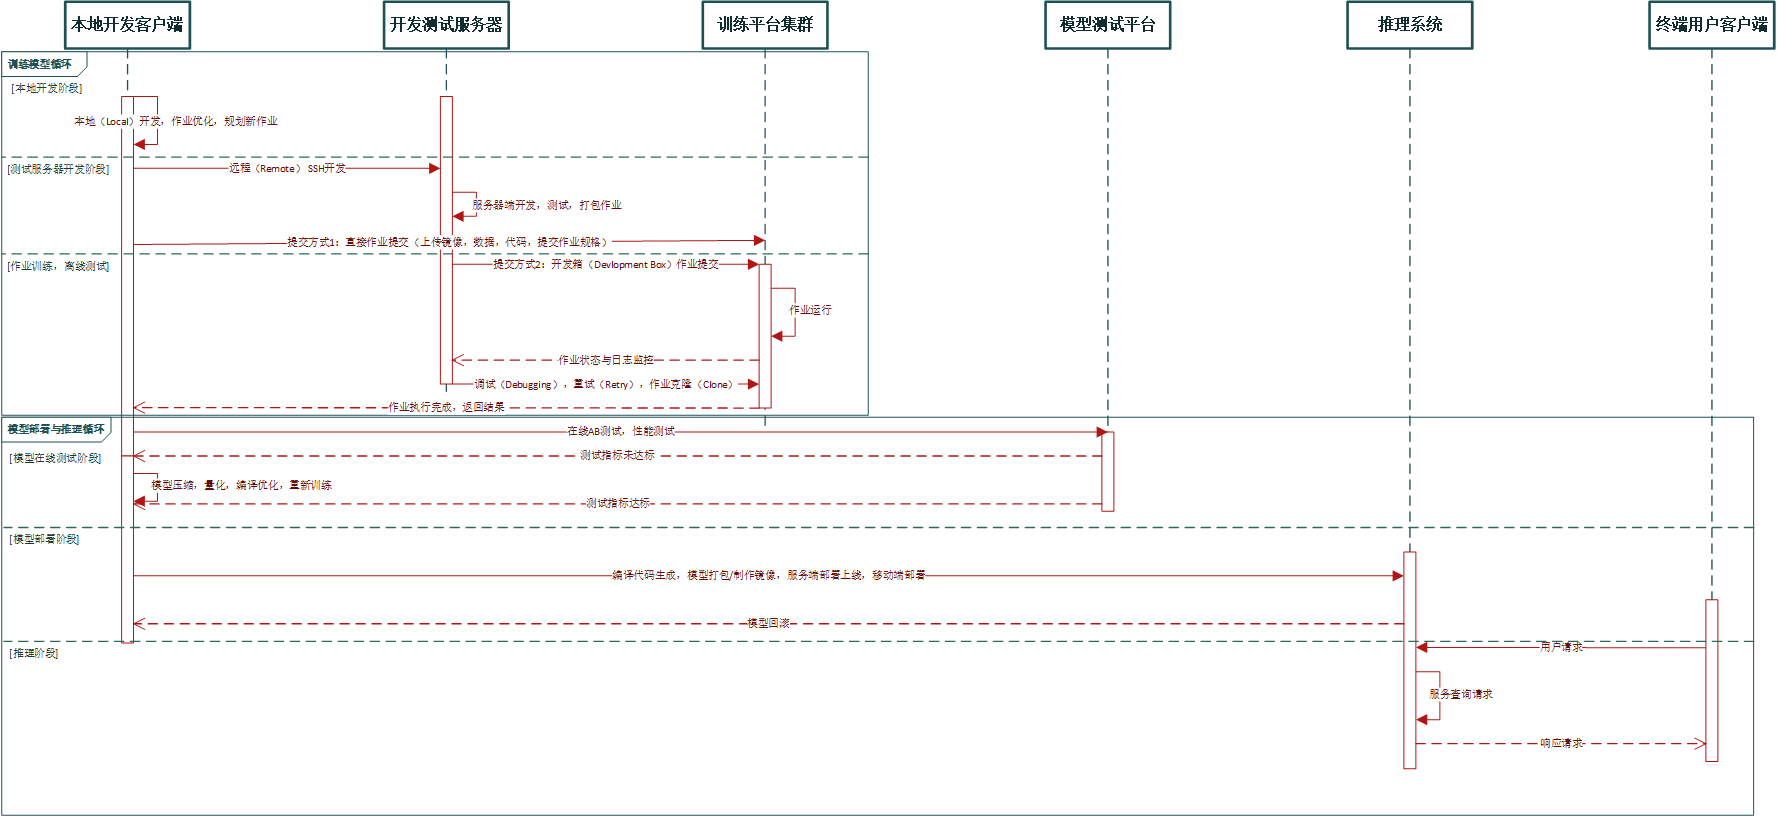 本地开发客户端
开发测试服务器
训练平台集群
模型测试平台
推理系统
终端用户客户端
训练模型循环
[本地开发阶段]
本地（Local）开发，作业优化，规划新作业
[测试服务器开发阶段]
远程（Remote） SSH开发
服务器端开发，测试，打包作业
提交方式1：直接作业提交（上传镜像，数据，代码，提交作业规格）
[作业训练，离线测试]
提交方式2：开发箱（Devlopment Box）作业提交
作业运行
作业状态与日志监控
调试（Debugging），重试（Retry），作业克隆（Clone）
作业执行完成，返回结果
模型部署与推理循环
在线AB测试，性能测试
[模型在线测试阶段]
测试指标未达标
模型压缩，量化，编译优化，重新训练
测试指标达标
[模型部署阶段]
编译代码生成，模型打包/制作镜像，服务端部署上线，移动端部署
模型回滚
[推理阶段]
用户请求
服务查询请求
响应请求